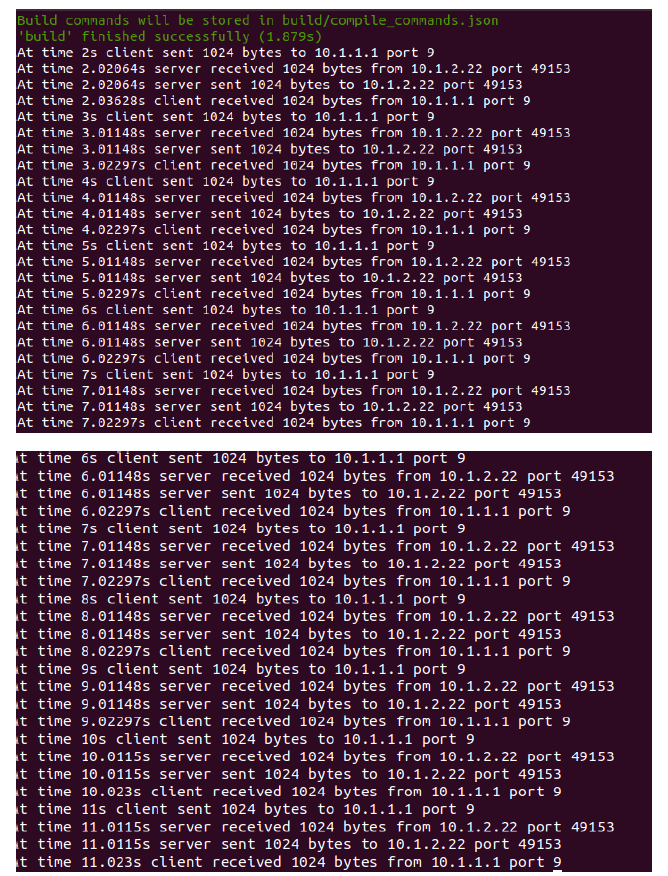 Build commands will be stored in build/compile_commands.json
'build' finished successfully (1.879s)
At time 2s client sent 1024 bytes to 10.1.1.1 port 9
At time 2.02064s server received 1024 bytes from 10.1.2.22 port 49153
At time 2.02064s server sent 1024 bytes to 10.1.2.22 port 49153
At time 2.03628s client received 1024 bytes from 10.1.1.1 port 9
At time 3s client sent 1024 bytes to 10.1.1.1 port 9
At time 3.01148s server received 1024 bytes from 10.1.2.22 port 49153
At time 3.01148s server sent 1024 bytes to 10.1.2.22 port 49153
At time 3.02297s client received 1024 bytes from 10.1.1.1 port 9
At time 4s client sent 1024 bytes to 10.1.1.1 port 9
At time 4.01148s server received 1024 bytes from 10.1.2.22 port 49153
At time 4.01148s server sent 1024 bytes to 10.1.2.22 port 49153
At time 4.02297s client received 1024 bytes from 10.1.1.1 port 9
At time 5s client sent 1024 bytes to 10.1.1.1 port 9
At time 5.01148s server received 1024 bytes from 10.1.2.22 port 49153
At time 5.01148s server sent 1024 bytes to 10.1.2.22 port 49153
At time 5.02297s client received 1024 bytes from 10.1.1.1 port 9
At time 6s client sent 1024 bytes to 10.1.1.1 port 9
At time 6.01148s server received 1024 bytes from 10.1.2.22 port 49153
At time 6.01148s server sent 1024 bytes to 10.1.2.22 port 49153
At time 6.02297s client received 1024 bytes from 10.1.1.1 port 9
At time 7s client sent 1024 bytes to 10.1.1.1 port 9
At time 7.01148s server received 1024 bytes from 10.1.2.22 port 49153
At time 7.01148s server sent 1024 bytes to 10.1.2.22 port 49153
At time 7.02297s client received 1024 bytes from 10.1.1.1 port 9
At time 6s client sent 1024 bytes to 10.1.1.1 port 9
At time 6.01148s server received 1024 bytes from 10.1.2.22 port 49153
At time 6.01148s server sent 1024 bytes to 10.1.2.22 port 49153
At time 6.02297s client received 1024 bytes from 10.1.1.1 port 9
At time 7s client sent 1024 bytes to 10.1.1.1 port 9
At time 7.01148s server received 1024 bytes from 10.1.2.22 port 49153
At time 7.01148s server sent 1024 bytes to 10.1.2.22 port 49153
At time 7.02297s client received 1024 bytes from 10.1.1.1 port 9
At time 8s client sent 1024 bytes to 10.1.1.1 port 9
At time 8.01148s server received 1024 bytes from 10.1.2.22 port 49153
At time 8.01148s server sent 1024 bytes to 10.1.2.22 port 49153
At time 8.02297s client received 1024 bytes from 10.1.1.1 port 9
At time 9s client sent 1024 bytes to 10.1.1.1 port 9
At time 9.01148s server received 1024 bytes from 10.1.2.22 port 49153
At time 9.01148s server sent 1024 bytes to 10.1.2.22 port 49153
At time 9.02297s client received 1024 bytes from 10.1.1.1 port 9
At time 10s client sent 1024 bytes to 10.1.1.1 port 9
At time 10.0115s server received 1024 bytes from 10.1.2.22 port 49153
At time 10.0115s server sent 1024 bytes to 10.1.2.22 port 49153
At time 10.023s client received 1024 bytes from 10.1.1.1 port 9
At time 11s client sent 1024 bytes to 10.1.1.1 port 9
At time 11.0115s server received 1024 bytes from 10.1.2.22 port 49153
At time 11.0115s server sent 1024 bytes to 10.1.2.22 port 49153
At time 11.023s client received 1024 bytes from 10.1.1.1 port 9